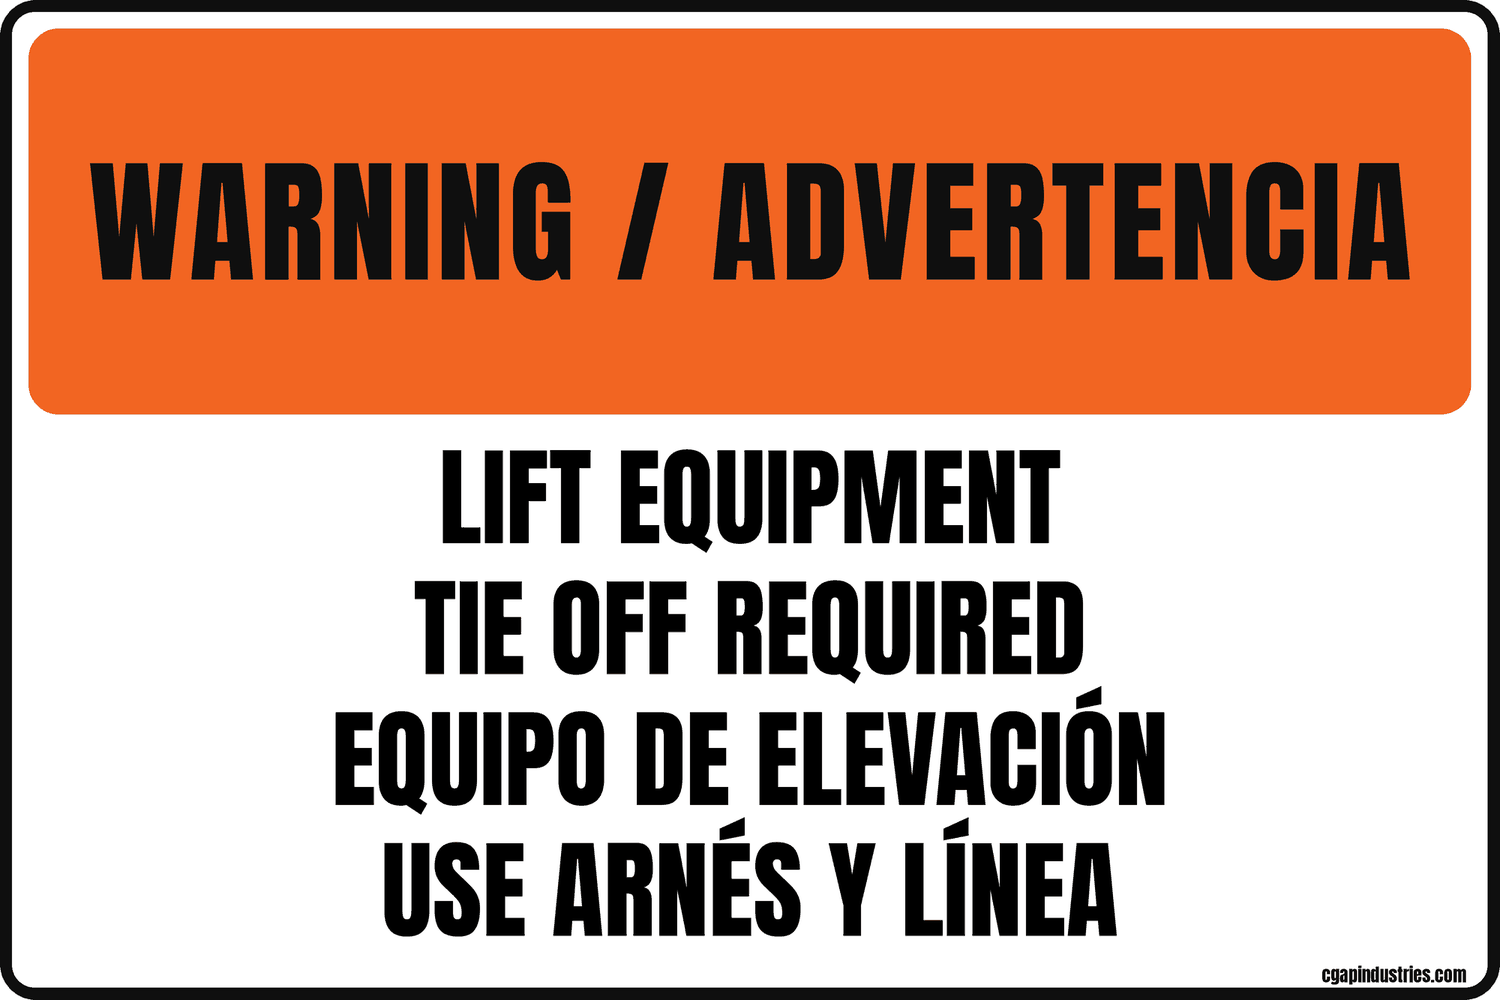 WARNING / ADVERTENCIA
LIFT EQUIPMENT
TIE OFF REQUIRED
EQUIPO DE ELEVACIÓN
USE ARNÉS Y LÍNEA
cgapindustries.com